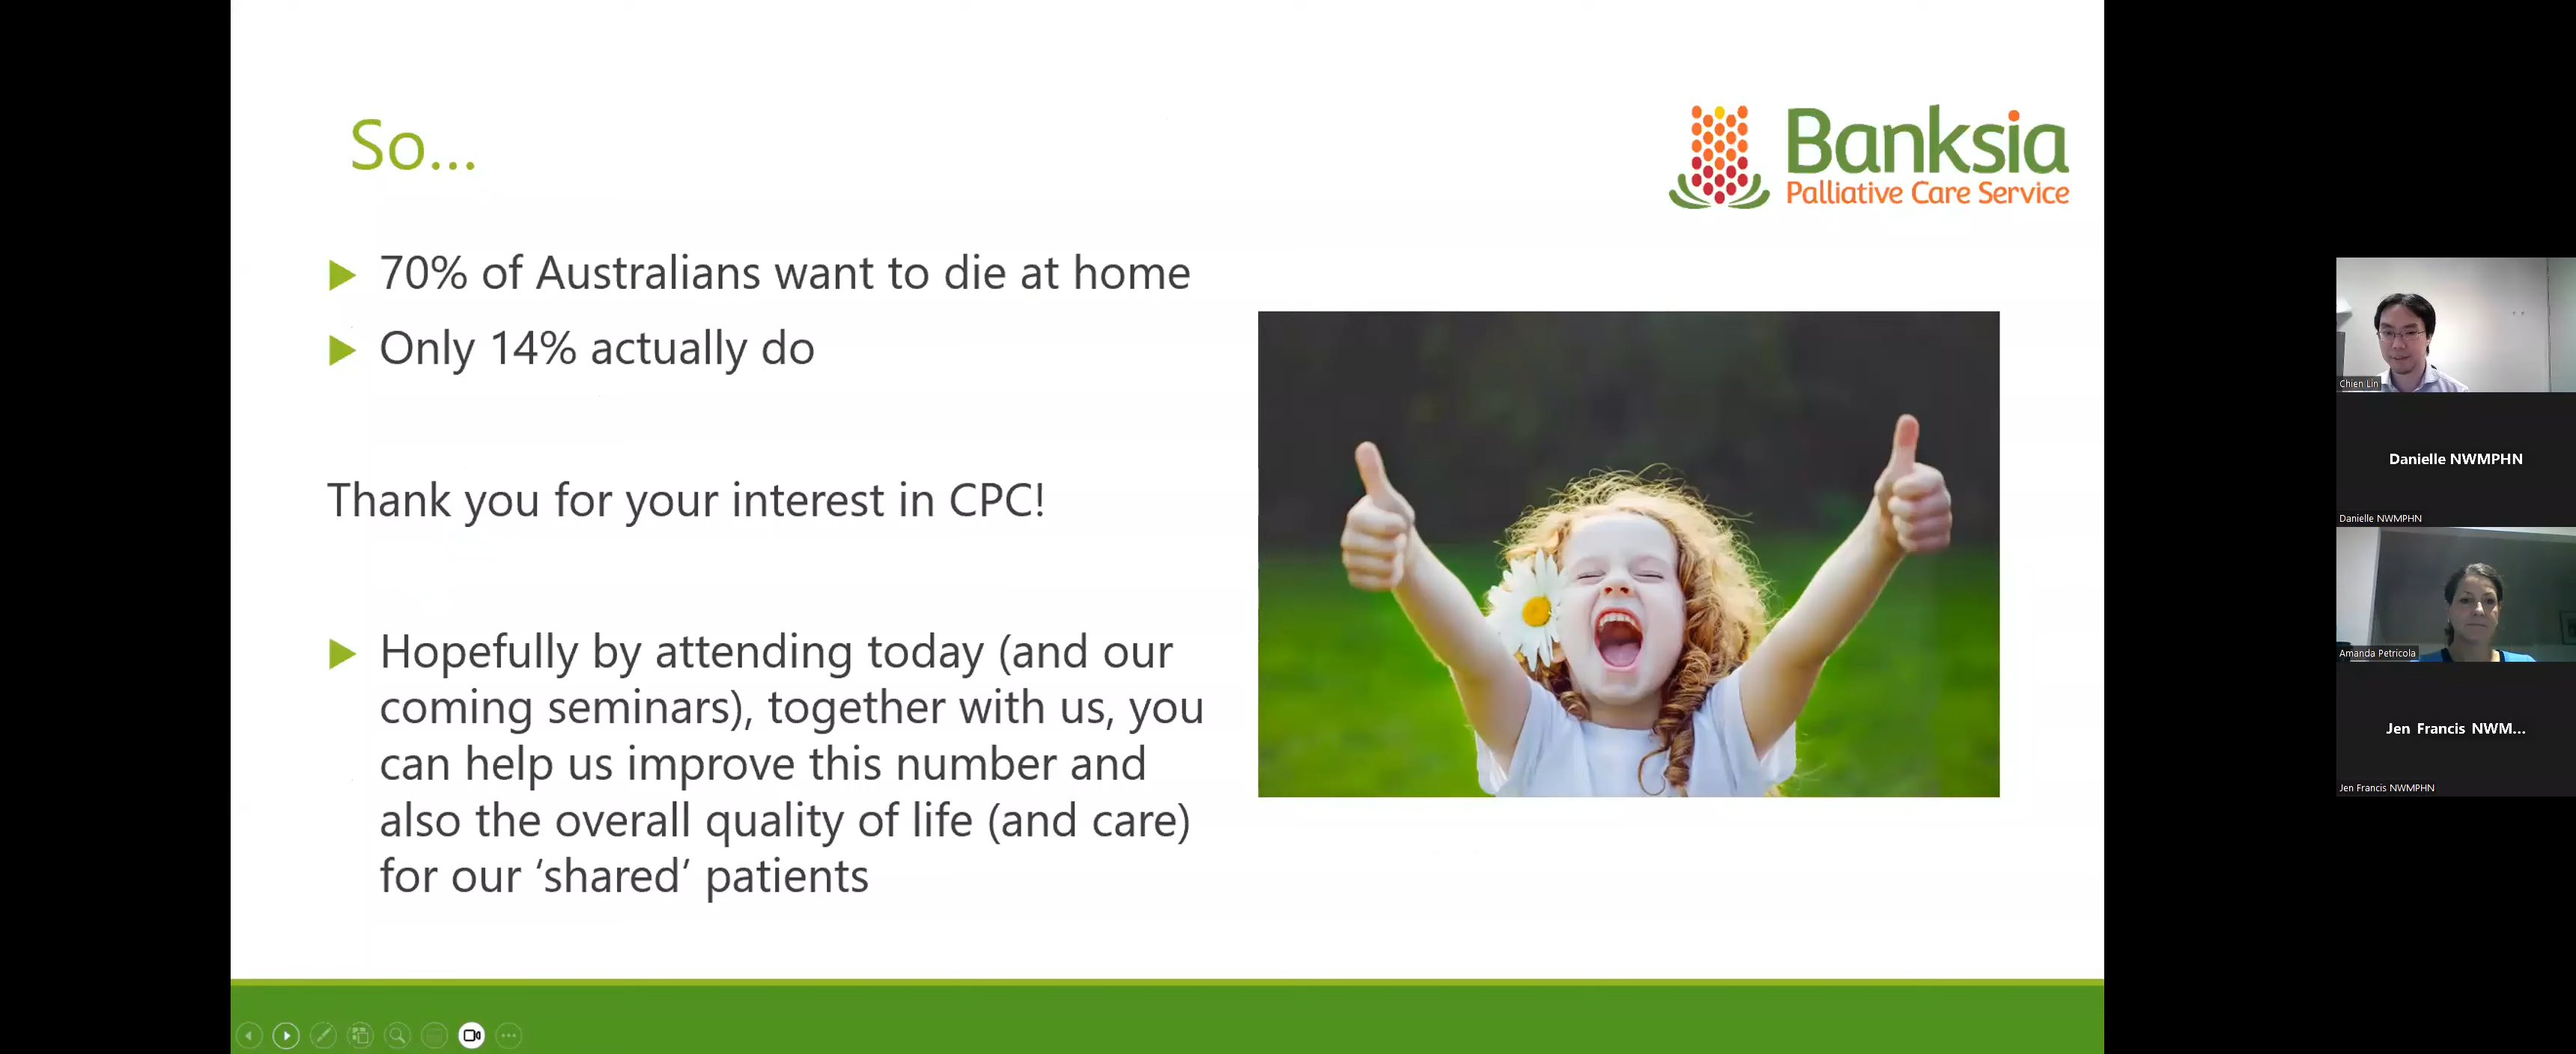 So...
Banksia
Palliative Care Service
70% of Australians want to die at home
Only 14% actually do
Thank you for your interest in CPC!
Hopefully by attending today (and our
coming seminars), together with us, you
can help us improve this number and
also the overall quality of life (and care)
for our ‘shared’ patients
Chien Lin
Danielle NWMPHN
Danielle NWMPHN
Amanda Petricola
Jen Francis NWM...
Jen Francis NWMPHN